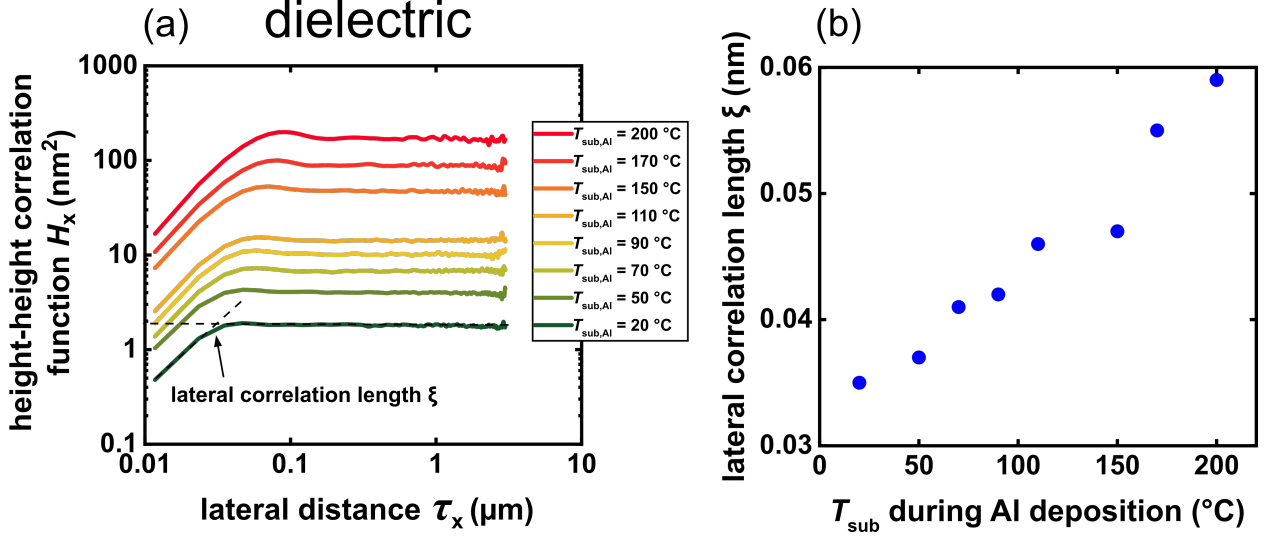 (a) dielectric
height-height correlation
function Hx (nm²)
1000
100
10
1
0.1
0.01 0.1 1 10
lateral distance τx (μm)
Tsub,Al = 200 °C
Tsub,Al = 170 °C
Tsub,Al = 150 °C
Tsub,Al = 110 °C
Tsub,Al = 90 °C
Tsub,Al = 70 °C
Tsub,Al = 50 °C
Tsub,Al = 20 °C
lateral correlation length ξ
(b)
lateral correlation length ξ (nm)
0.06
0.05
0.04
0.03
0 50 100 150 200
Tsub during Al deposition (°C)